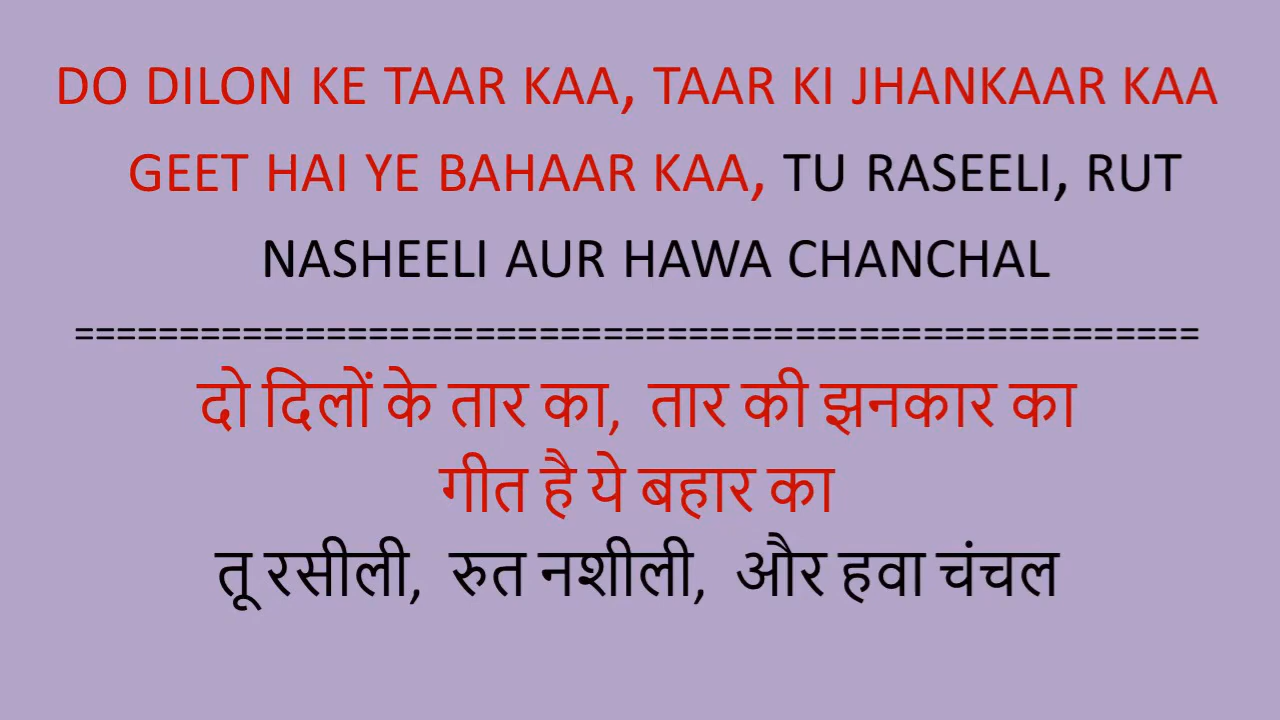 DO DILON KE TAAR KAA, TAAR KI JHANKAAR KAA
GEET HAI YE BAHAAR KAA, TU RASEELI, RUT
NASHEELI AUR HAWA CHANCHAL
======================================================
दो दिलों के तार का, तार की झनकार का
गीत है ये बहार का
तू रसीली, रुत नशीली, और हवा चंचल